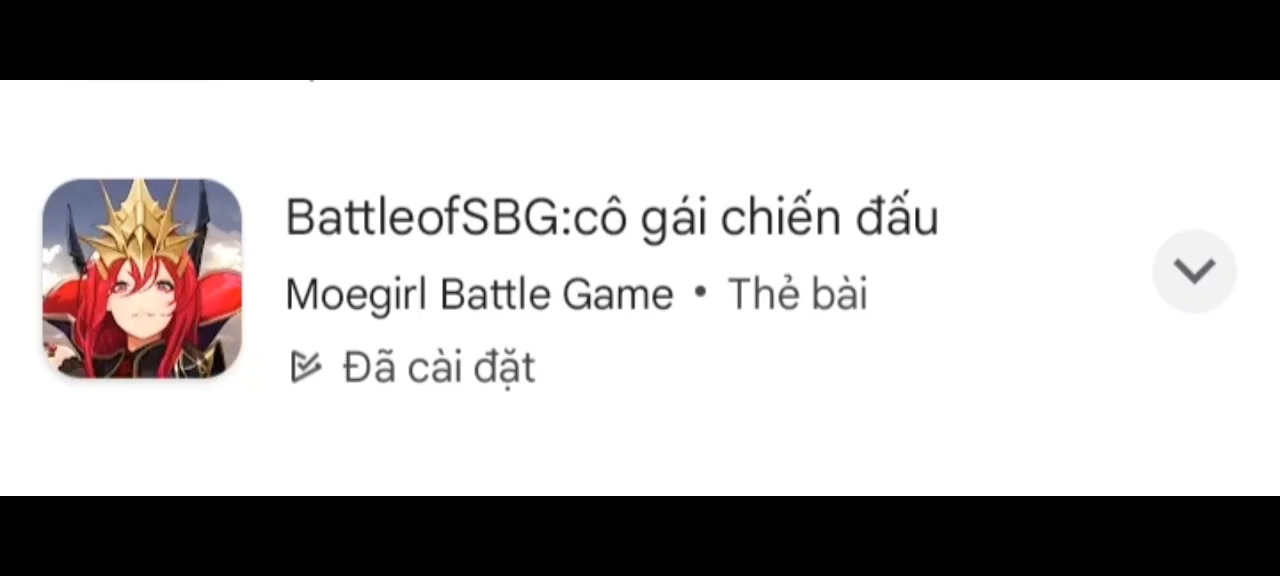 BattleofSBG:cô gái chiến đấu
Moegirl Battle Game • Thẻ bài
Đã cài đặt